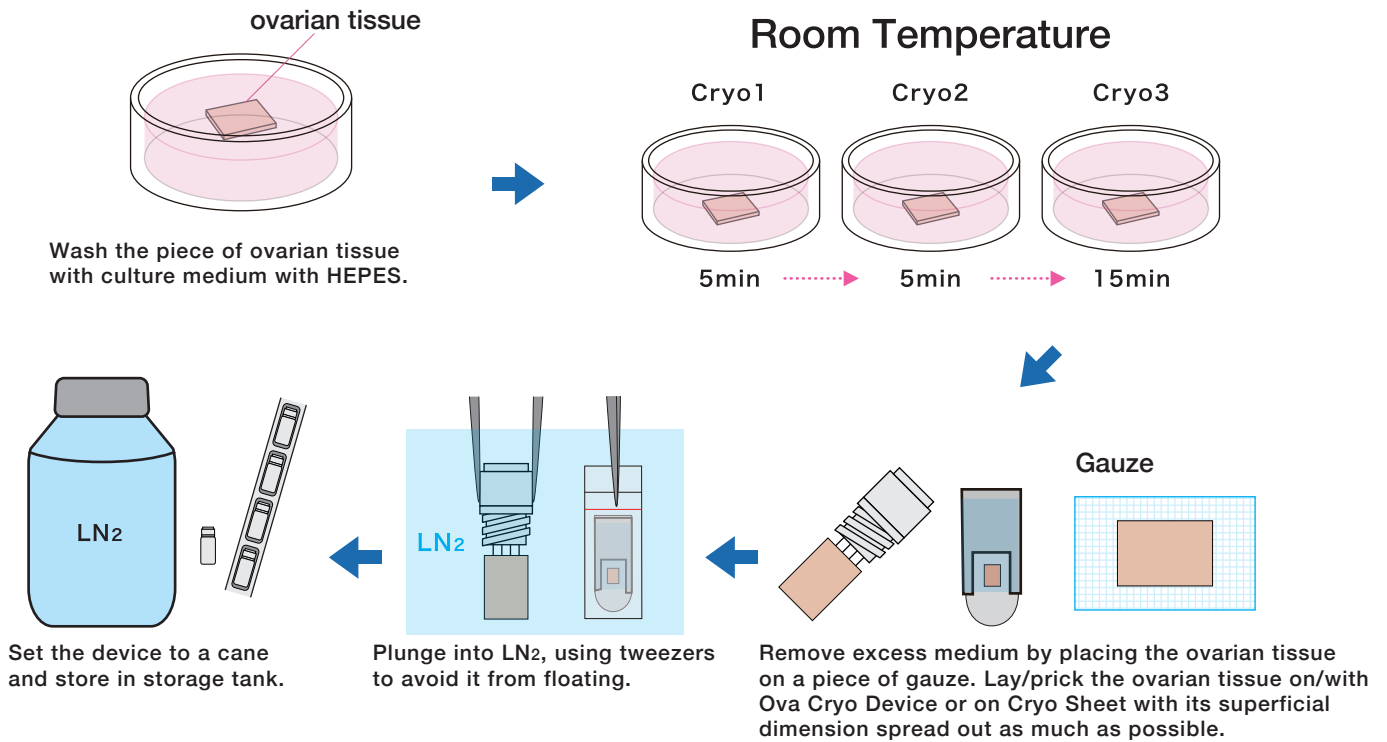 ovarian tissue
Wash the piece of ovarian tissue
with culture medium with HEPES.
Room Temperature
Cryo1 Cryo2 Cryo3
5min 5min 15min
Gauze
Remove excess medium by placing the ovarian tissue
on a piece of gauze. Lay/prick the ovarian tissue on/with
Ova Cryo Device or on Cryo Sheet with its superficial
dimension spread out as much as possible.
LN2
Plunge into LN2, using tweezers
to avoid it from floating.
LN2
Set the device to a cane
and store in storage tank.